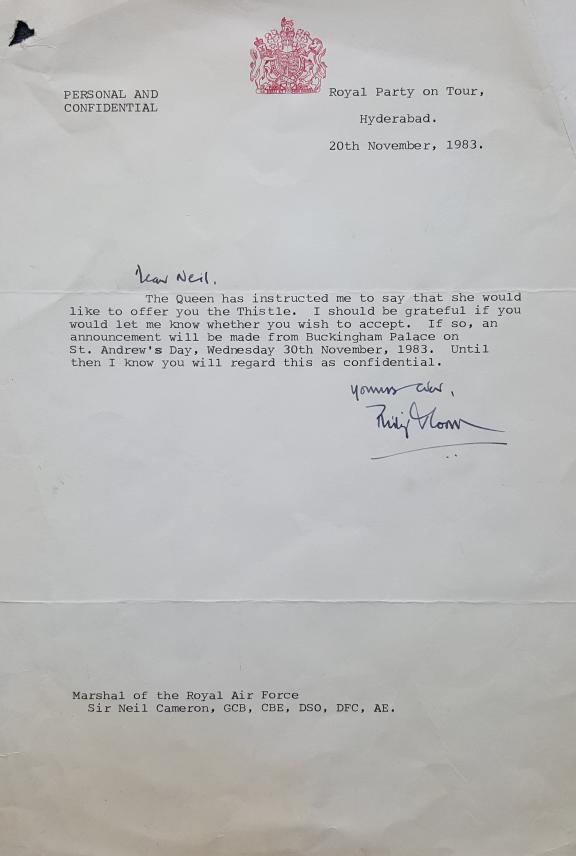 PERSONAL AND
CONFIDENTIAL
Royal Party on Tour,
Hyderabad.
20th November, 1983.
Dear Neil,
The Queen has instructed me to say that she would
like to offer you the Thistle. I should be grateful if you
would let me know whether you wish to accept. If so, an
announcement will be made from Buckingham Palace on
St. Andrew's Day, Wednesday 30th November, 1983. Until
then I know you will regard this as confidential.
Yours ever,
Philip Moore
Marshal of the Royal Air Force
Sir Neil Cameron, GCB, CBE, DSO, DFC, AE.